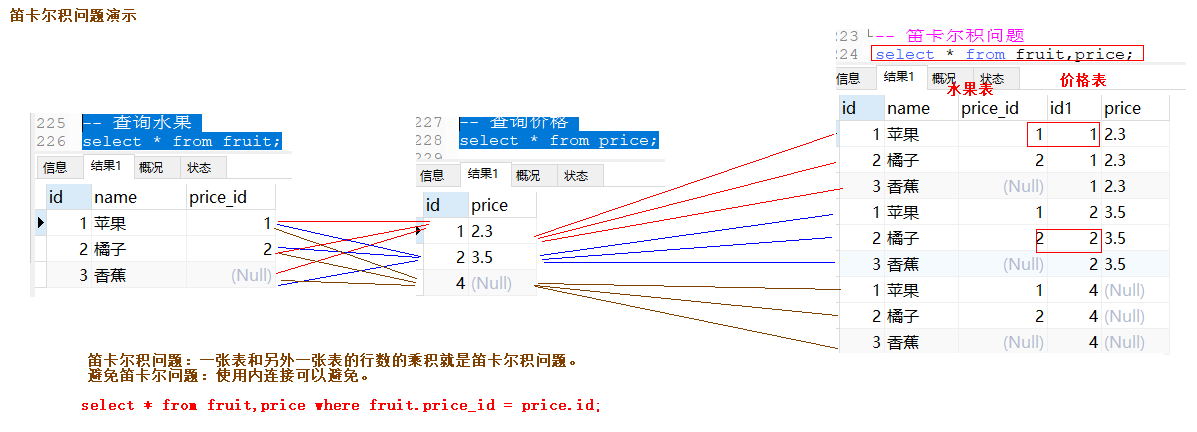 笛卡尔积问题演示
225 -- 查询水果
226 select * from fruit;
信息 结果1 概况 状态
id name price_id
1 苹果 1
2 橘子 2
3 香蕉 (Null)
227 -- 查询价格
228 select * from price;
229
信息 结果1 概况 状态
id price
1 2.3
2 3.5
4 (Null)
223 -- 笛卡尔积问题
224 select * from fruit,price;
信息 结果1 概况 状态
水果表 价格表
id name price_id id1 price
1 苹果 1 1 2.3
2 橘子 2 1 2.3
3 香蕉 (Null) 1 2.3
1 苹果 1 2 3.5
2 橘子 2 2 3.5
3 香蕉 (Null) 2 3.5
1 苹果 1 4 (Null)
2 橘子 2 4 (Null)
3 香蕉 (Null) 4 (Null)
笛卡尔积问题：一张表和另外一张表的行数的乘积就是笛卡尔积问题。
避免笛卡尔问题：使用内连接可以避免。
select * from fruit,price where fruit.price_id = price.id;